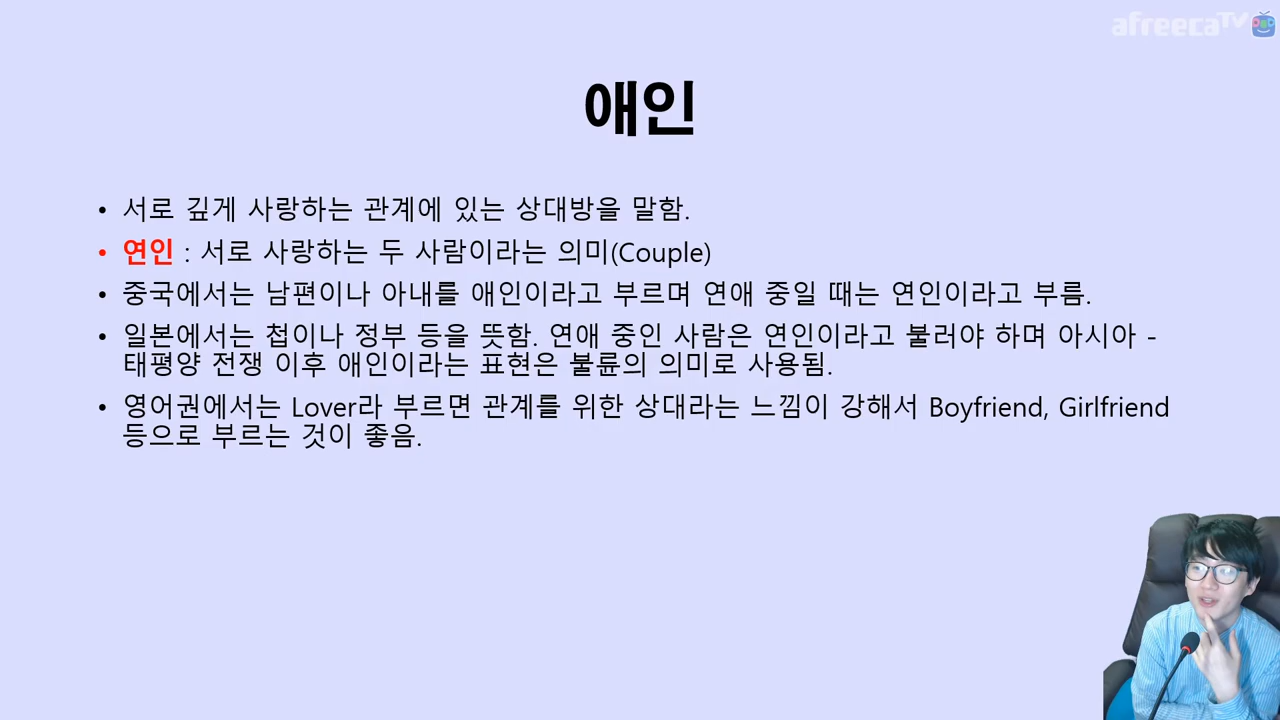 afreecaTV
애인
• 서로 깊게 사랑하는 관계에 있는 상대방을 말함.
• 연인 : 서로 사랑하는 두 사람이라는 의미(Couple)
• 중국에서는 남편이나 아내를 애인이라고 부르며 연애 중일 때는 연인이라고 부름.
• 일본에서는 첩이나 정부 등을 뜻함. 연애 중인 사람은 연인이라고 불러야 하며 아시아 -
태평양 전쟁 이후 애인이라는 표현은 불륜의 의미로 사용됨.
• 영어권에서는 Lover라 부르면 관계를 위한 상대라는 느낌이 강해서 Boyfriend, Girlfriend
등으로 부르는 것이 좋음.